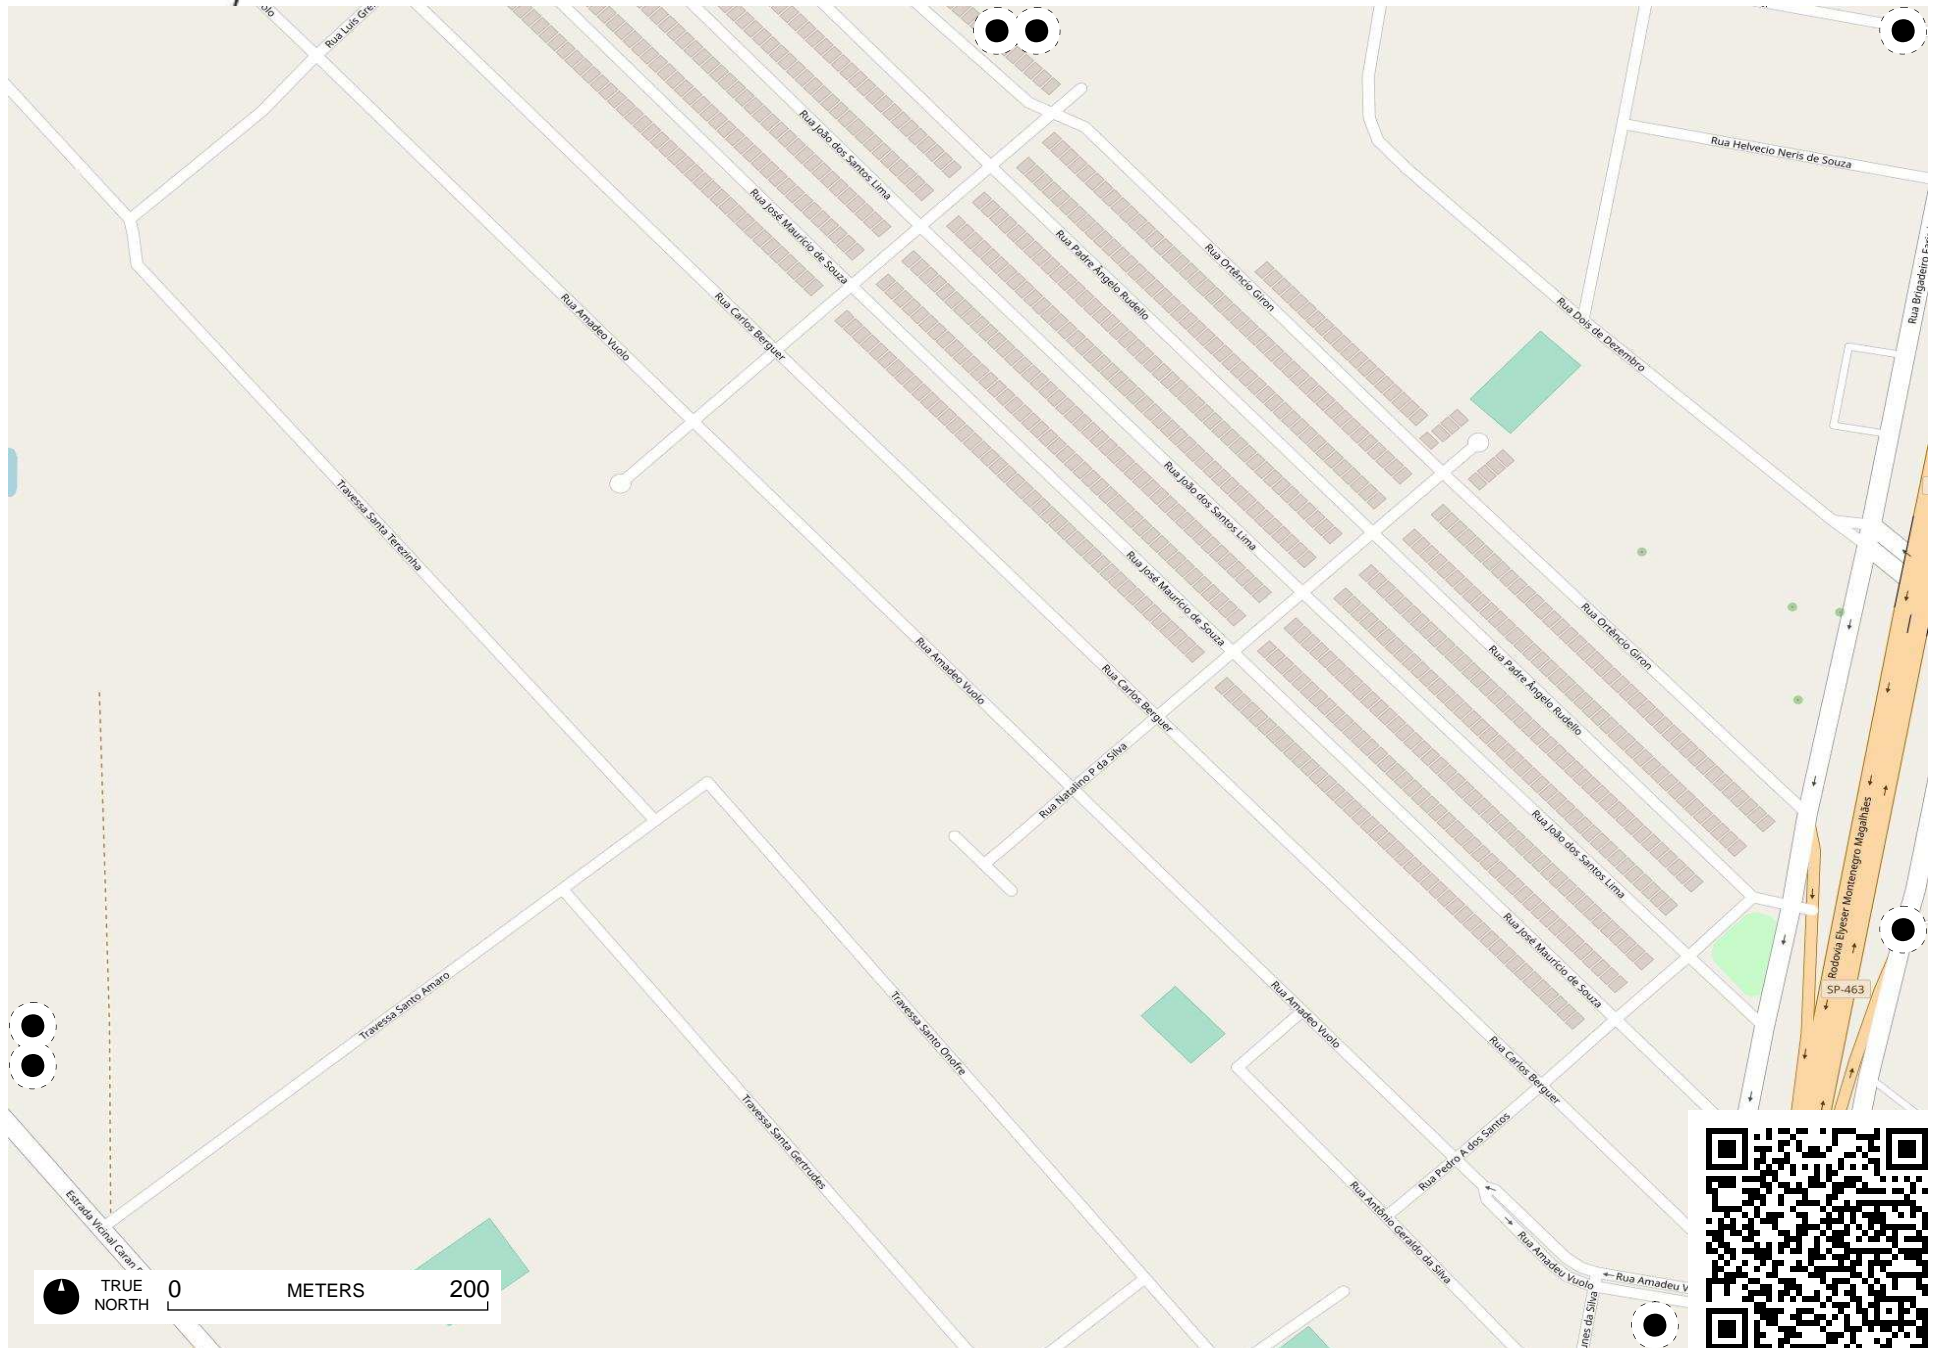 Rua Luis Gre
olo
Rua João dos Santos Lima
Rua Helvecio Neris de Souza
Rua José Maurício de Souza
Rua Padre Ângelo Rudello
Rua Ortêncio Giron
Rua Brigadeiro Faria
Rua Amadeo Vuolo
Rua Carlos Berguer
Rua Dois de Dezembro
Travessa Santa Terezinha
Rua João dos Santos Lima
Rua José Maurício de Souza
Rua Ortêncio Giron
Rua Amadeo Vuolo
Rua Carlos Berguer
Rua Padre Ângelo Rudello
Rua Natalino P da Silva
Rua João dos Santos Lima
Rodovia Elyeser Montenegro Magalhães
Rua José Maurício de Souza
SP-463
Travessa Santo Amaro
Travessa Santo Onofre
Rua Amadeo Vuolo
Rua Carlos Berguer
Travessa Santa Gertrudes
Rua Pedro A dos Santos
Estrada Vicinal Caran
Rua Antônio Geraldo da Silva
Rua Amadeu Vuolo
Rua Amadeu V
unes da Silva
TRUE
NORTH
0 METERS 200